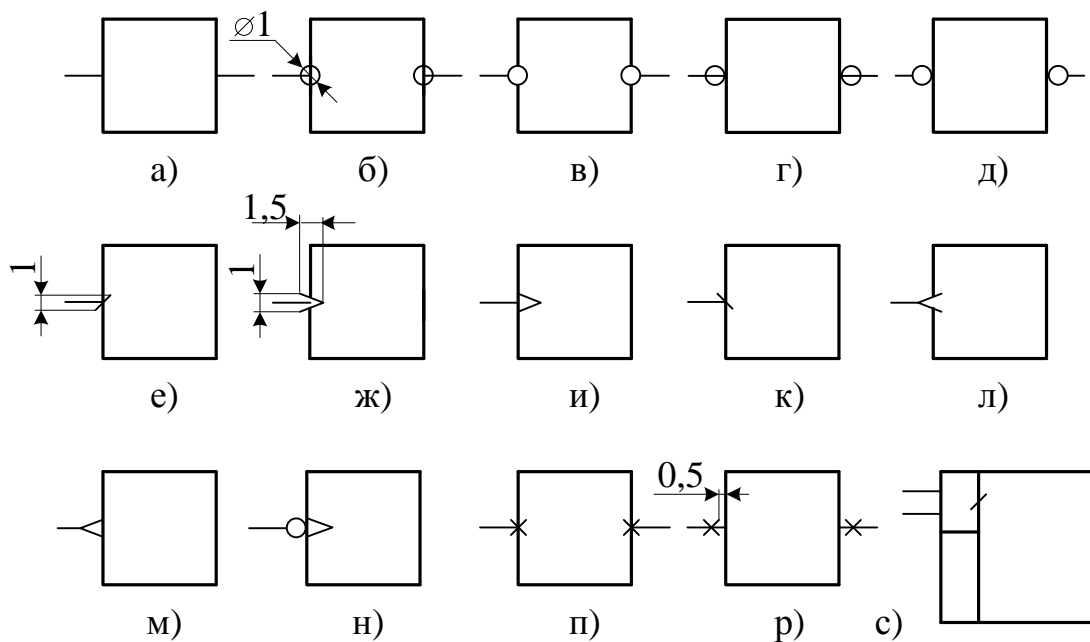 ⌀1
а) б) в) г) д)
1,5
1 1
е) ж) и) к) л)
0,5
м) н) п) р) с)